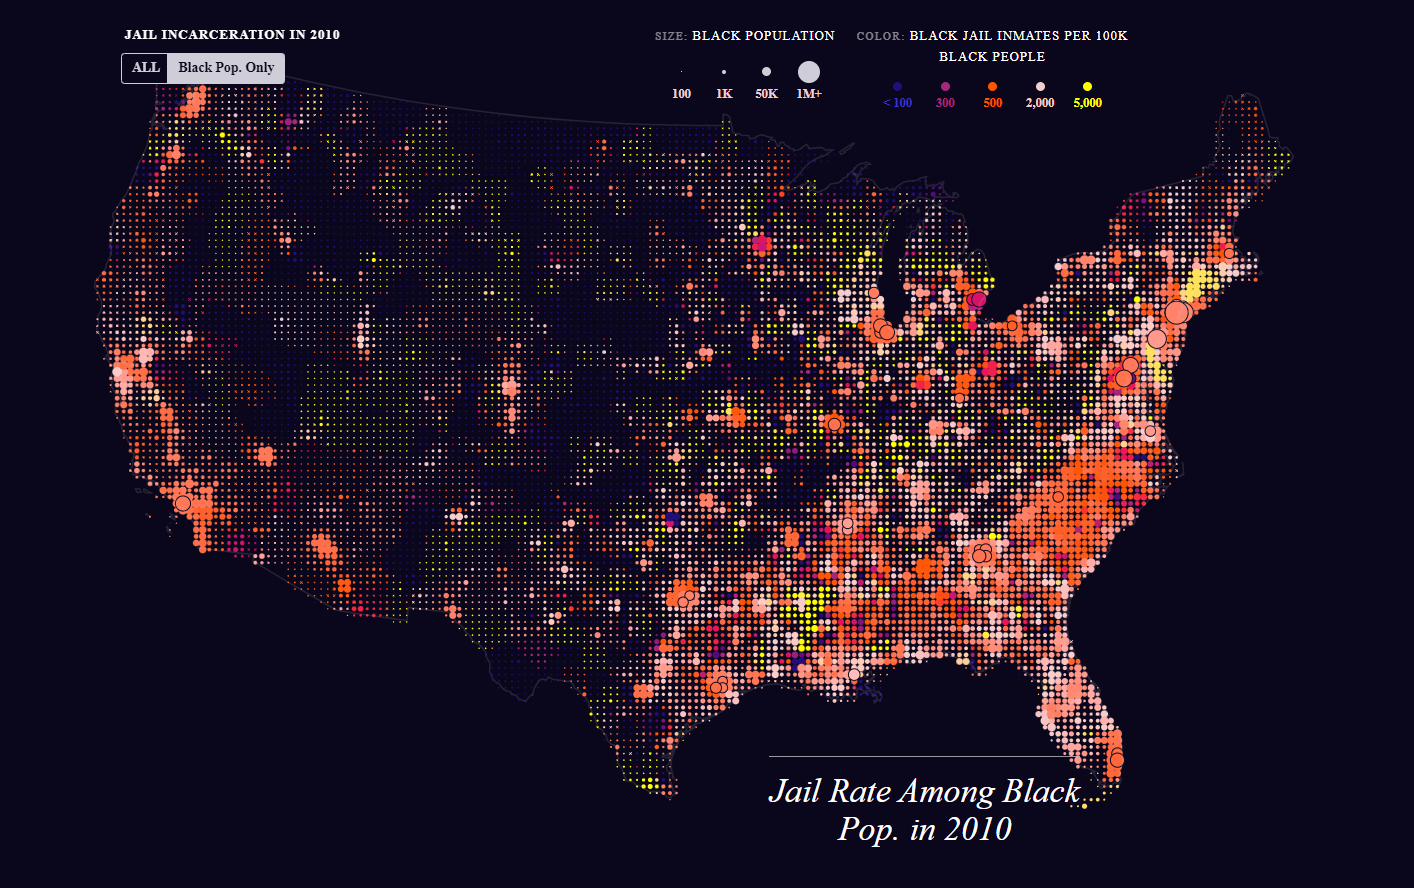 JAIL INCARCERATION IN 2010
ALL Black Pop. Only
SIZE: BLACK POPULATION
100 1K 50K 1M+
COLOR: BLACK JAIL INMATES PER 100K
BLACK PEOPLE
< 100 300 500 2,000 5,000
Jail Rate Among Black
Pop. in 2010